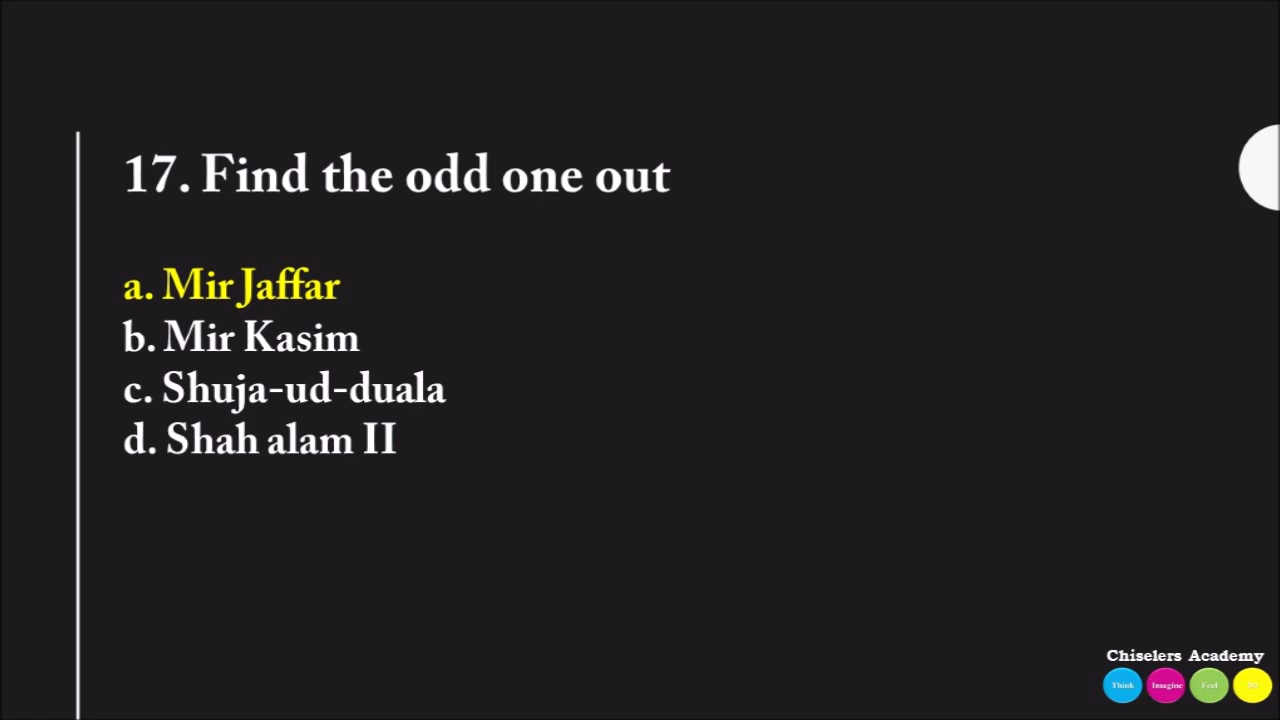 17. Find the odd one out
a. Mir Jaffar
b. Mir Kasim
c. Shuja-ud-duala
d. Shah alam II
Chiselers Academy
Think Imagine Feel Do